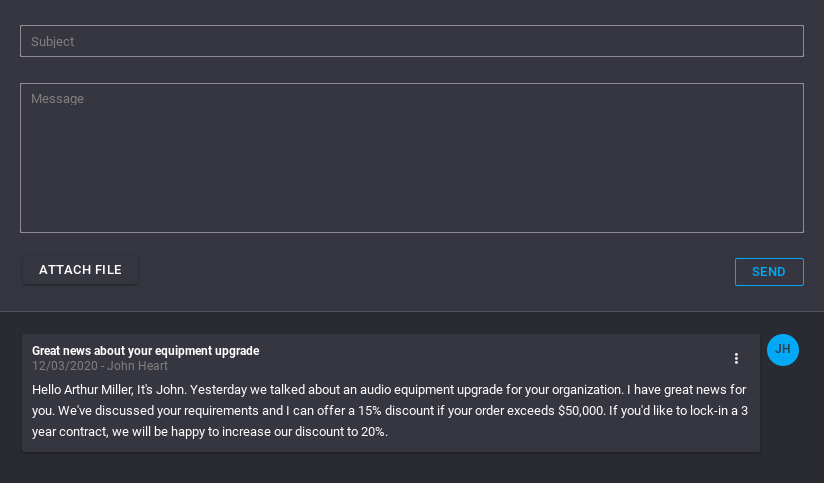 Subject
Message
ATTACH FILE
SEND
Great news about your equipment upgrade
JH
12/03/2020 - John Heart
Hello Arthur Miller, It's John. Yesterday we talked about an audio equipment upgrade for your organization. I have great news for
you. We've discussed your requirements and I can offer a 15% discount if your order exceeds $50,000. If you'd like to lock-in a 3
year contract, we will be happy to increase our discount to 20%.